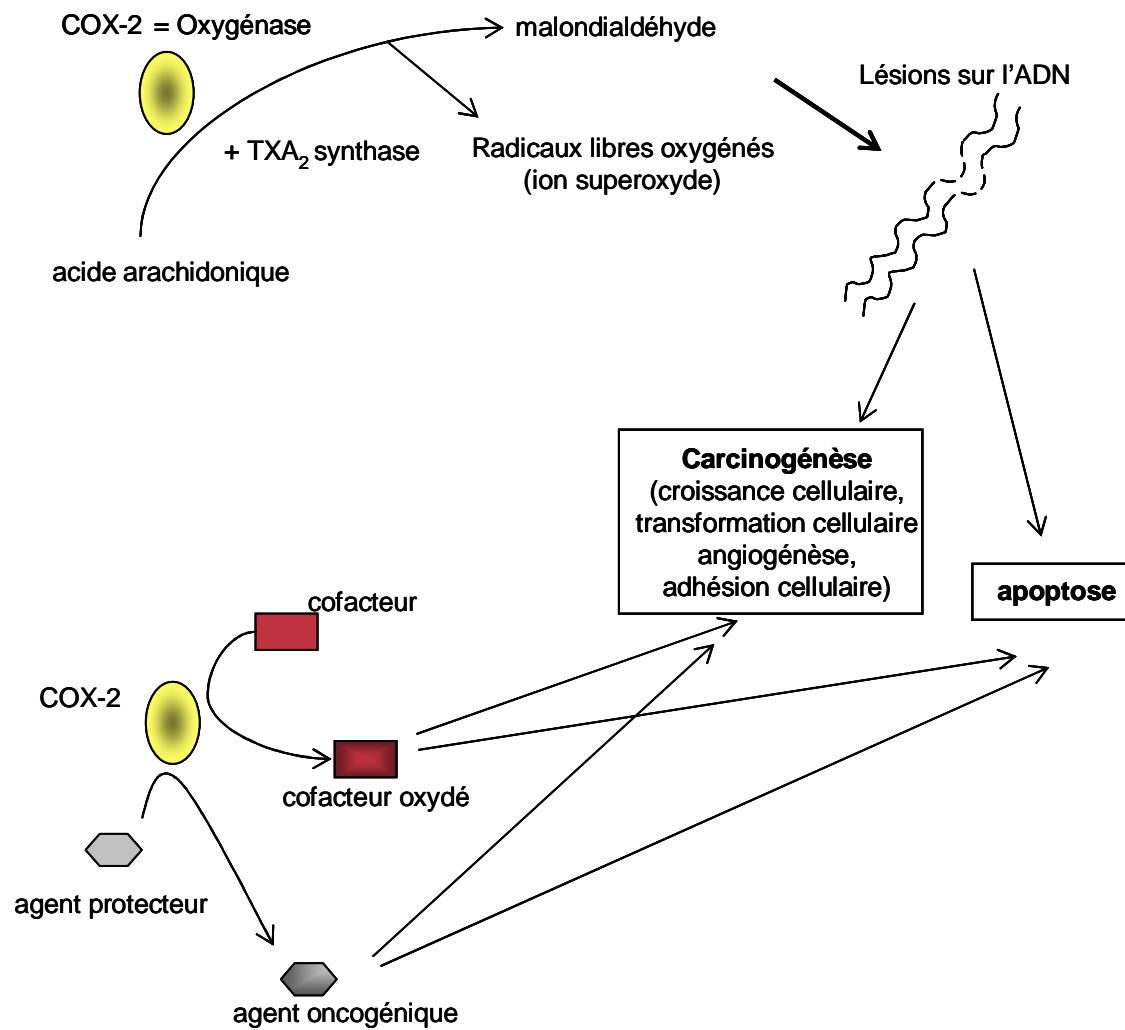 COX-2 = Oxygénase
malondialdéhyde
Lésions sur l'ADN
+ TXA2 synthase
Radicaux libres oxygénés
(ion superoxyde)
acide arachidonique
Carcinogénèse
(croissance cellulaire,
transformation cellulaire
angiogénèse,
adhésion cellulaire)
apoptose
cofacteur
COX-2
cofacteur oxydé
agent protecteur
agent oncogénique